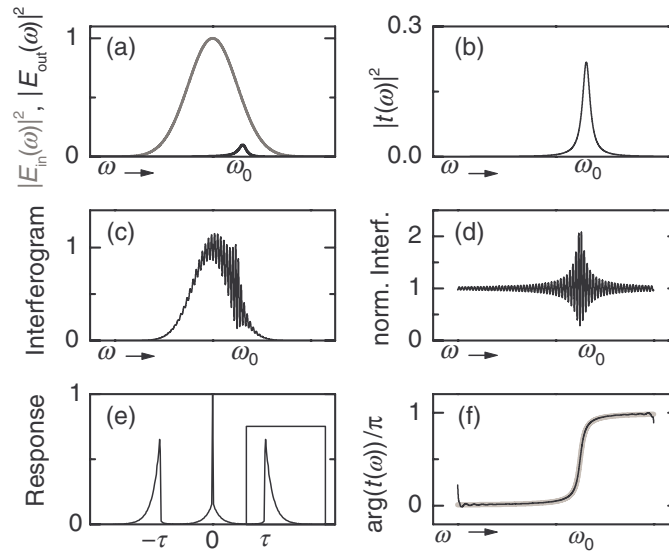 |E_in(ω)|², |E_out(ω)|²
1
0
(a)
ω → ω₀
|t(ω)|²
0.3
0.0
(b)
ω → ω₀
Interferogram
1
0
(c)
ω → ω₀
norm. Interf.
2
1
0
(d)
ω → ω₀
Response
1
0
(e)
−τ 0 τ
arg(t(ω))/π
1
0
(f)
ω → ω₀